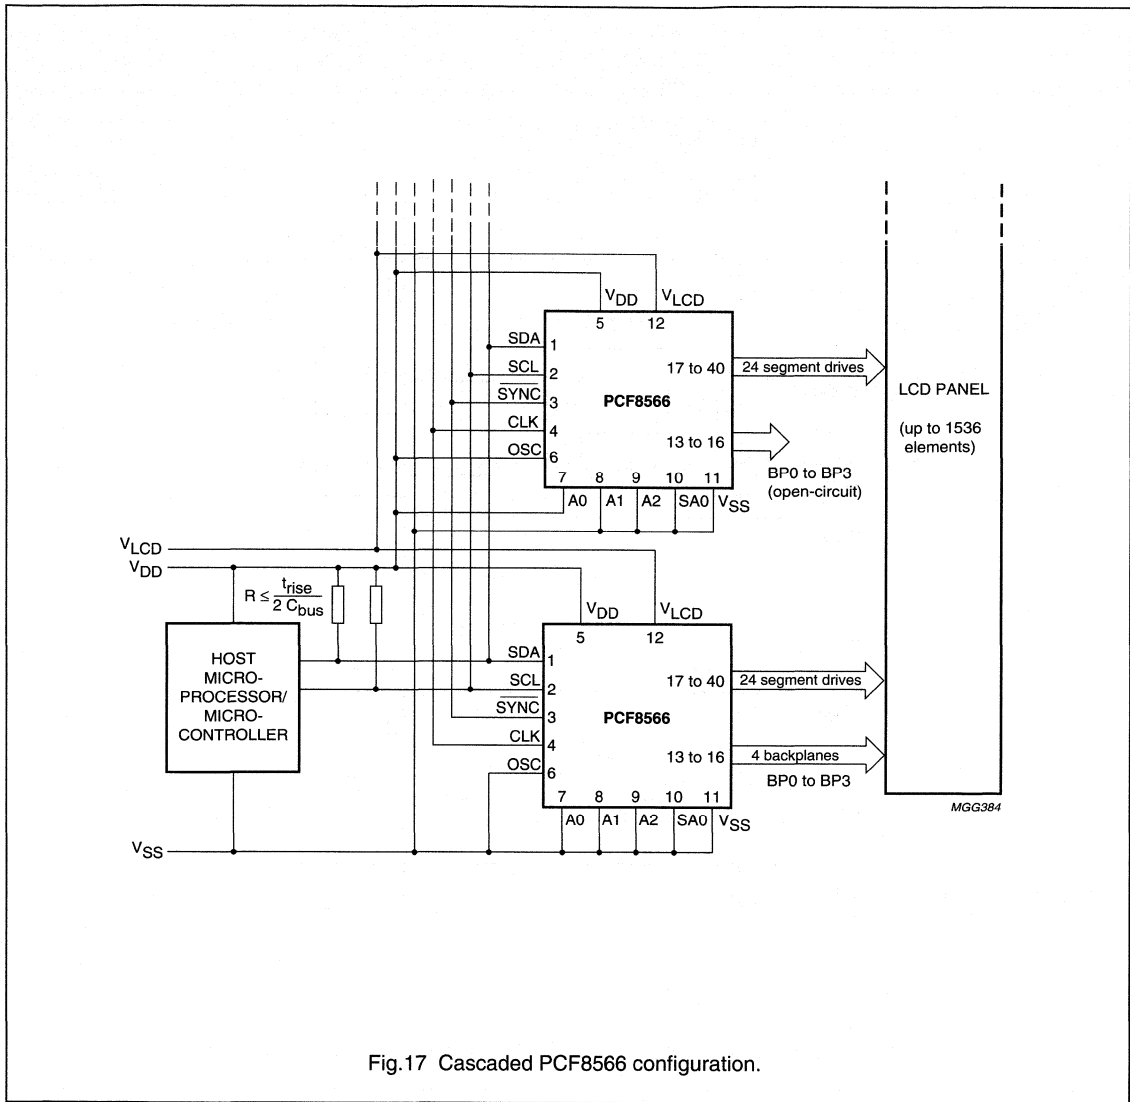 VDD
VLCD
5
12
SDA
1
SCL
2
SYNC
3
CLK
4
OSC
6
17 to 40
PCF8566
13 to 16
24 segment drives
BP0 to BP3
(open-circuit)
7
8
9
10
11
A0
A1
A2
SA0
VSS
LCD PANEL
(up to 1536
elements)
VLCD
VDD
R ≤ trise
2 Cbus
HOST
MICRO-
PROCESSOR/
MICRO-
CONTROLLER
VDD
VLCD
5
12
SDA
1
SCL
2
SYNC
3
CLK
4
OSC
6
17 to 40
PCF8566
13 to 16
24 segment drives
4 backplanes
BP0 to BP3
7
8
9
10
11
A0
A1
A2
SA0
VSS
VSS
MGG384
Fig.17 Cascaded PCF8566 configuration.